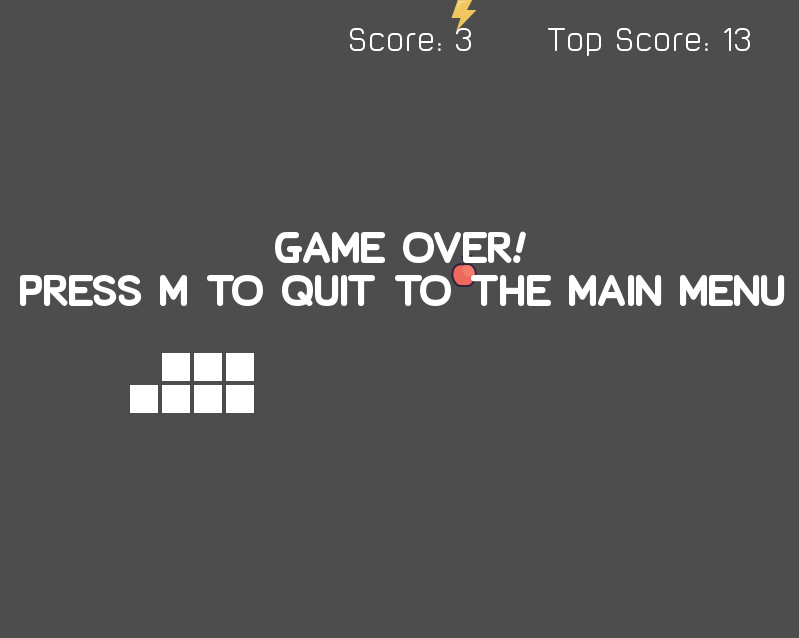 Score: 3 Top Score: 13
GAME OVER!
PRESS M TO QUIT TO THE MAIN MENU